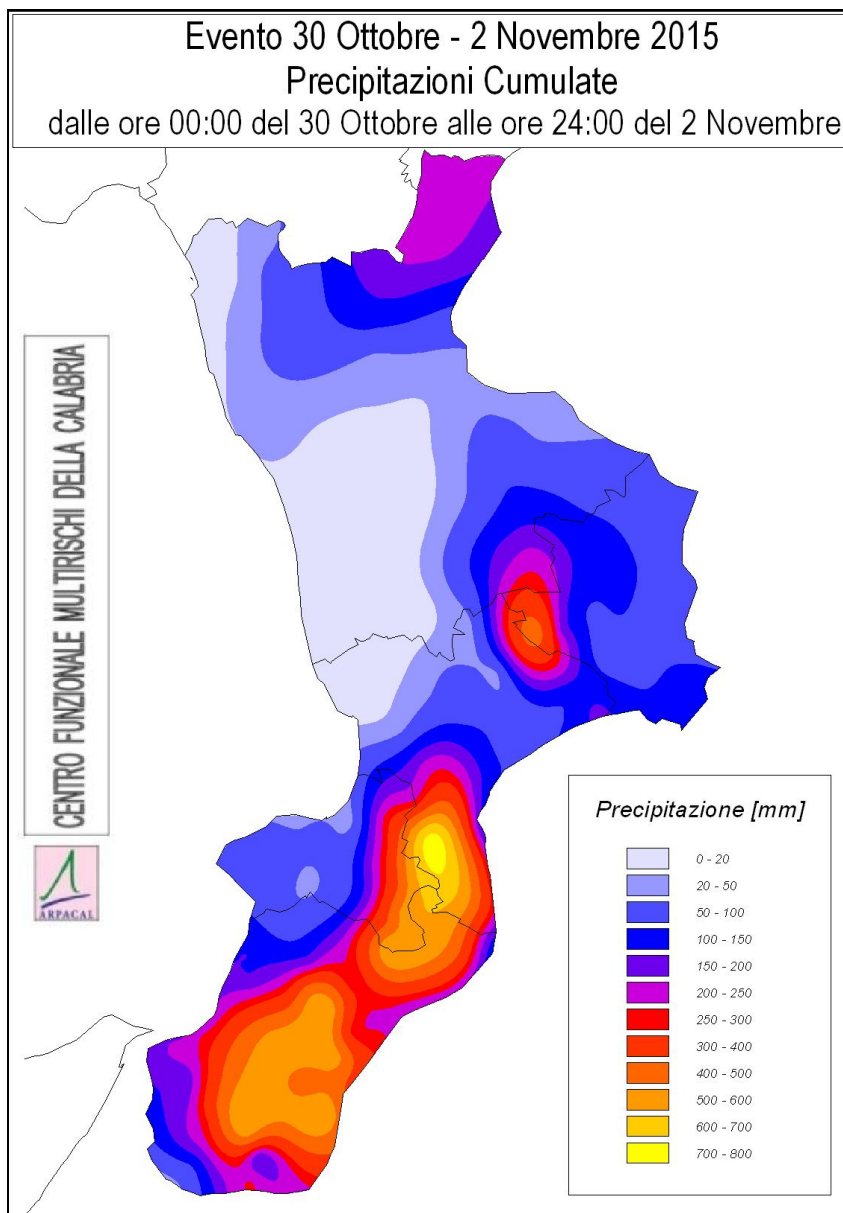 Evento 30 Ottobre - 2 Novembre 2015
Precipitazioni Cumulate
dalle ore 00:00 del 30 Ottobre alle ore 24:00 del 2 Novembre
CENTRO FUNZIONALE MULTIRISCHI DELLA CALABRIA
ARPACAL
Precipitazione [mm]
0 - 20
20 - 50
50 - 100
100 - 150
150 - 200
200 - 250
250 - 300
300 - 400
400 - 500
500 - 600
600 - 700
700 - 800